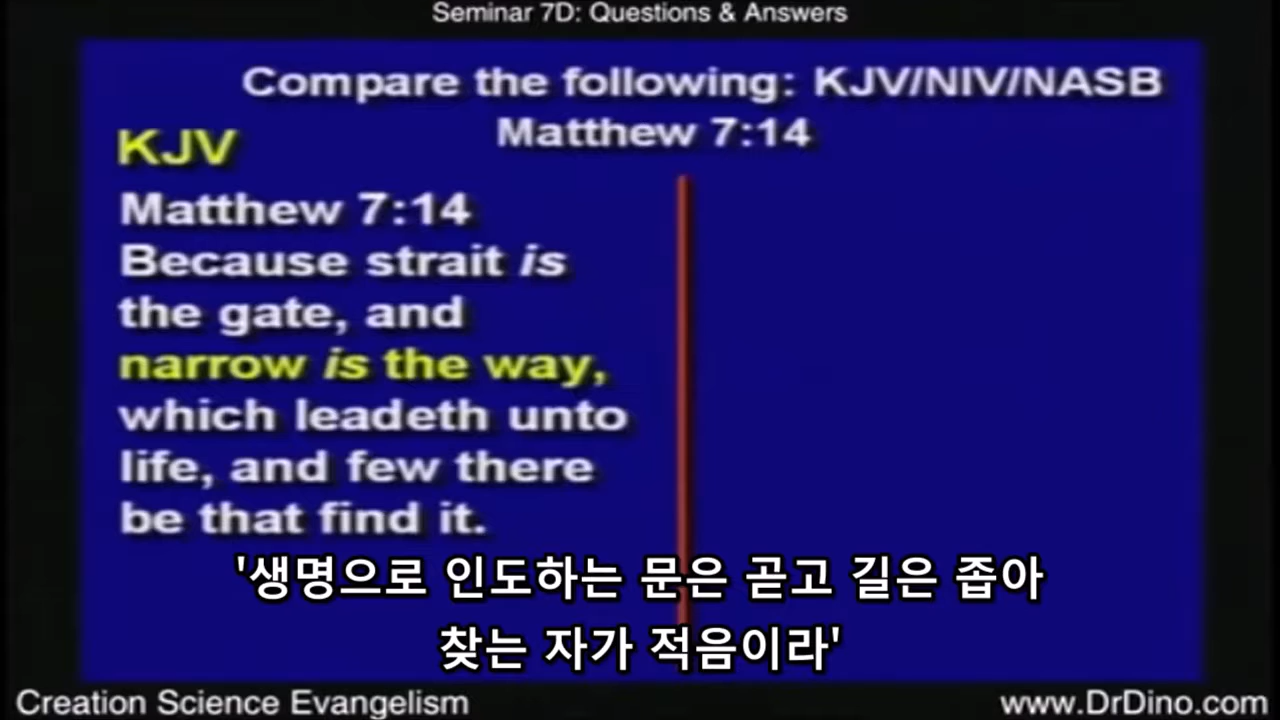 Seminar 7D: Questions & Answers
Compare the following: KJV/NIV/NASB
Matthew 7:14
KJV
Matthew 7:14
Because strait is
the gate, and
narrow is the way,
which leadeth unto
life, and few there
be that find it.
'생명으로 인도하는 문은 곧고 길은 좁아
찾는 자가 적음이라'
Creation Science Evangelism
www.DrDino.com